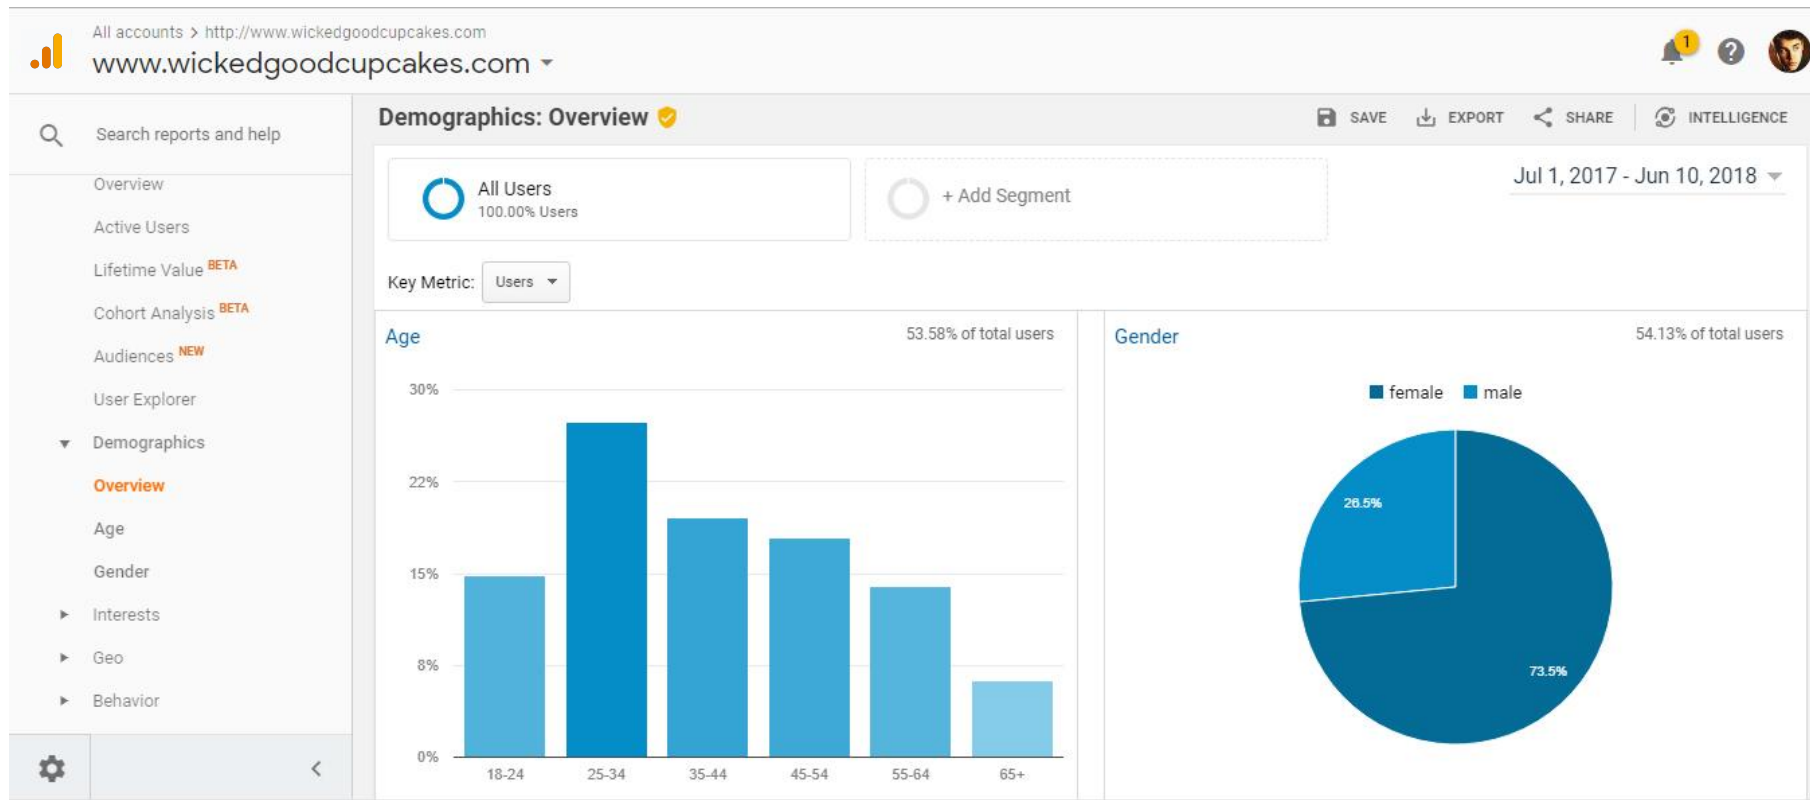 All accounts > http://www.wickedgoodcupcakes.com
www.wickedgoodcupcakes.com
1
Search reports and help
Overview
Active Users
Lifetime Value BETA
Cohort Analysis BETA
Audiences NEW
User Explorer
Demographics
Overview
Age
Gender
Interests
Geo
Behavior
Demographics: Overview
SAVE
EXPORT
SHARE
INTELLIGENCE
All Users
100.00% Users
+ Add Segment
Jul 1, 2017 - Jun 10, 2018
Key Metric: Users
Age
53.58% of total users
30%
22%
15%
8%
0%
18-24 25-34 35-44 45-54 55-64 65+
Gender
54.13% of total users
female male
26.5%
73.5%